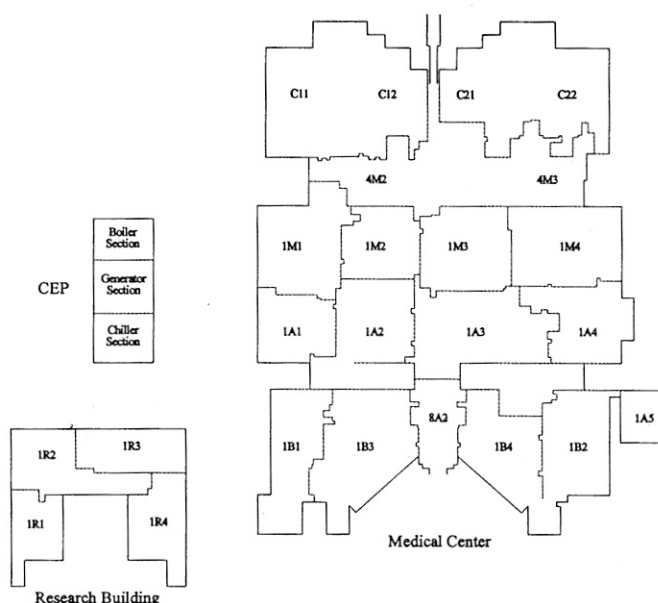 C11
C12
C21
C22
4M2
4M3
1M1
1M2
1M3
1M4
Boiler
Section
CEP
Generator
Section
Chiller
Section
1A1
1A2
1A3
1A4
8A2
1A5
1B1
1B3
1B4
1B2
1R2
1R3
1R1
1R4
Medical Center
Research Building